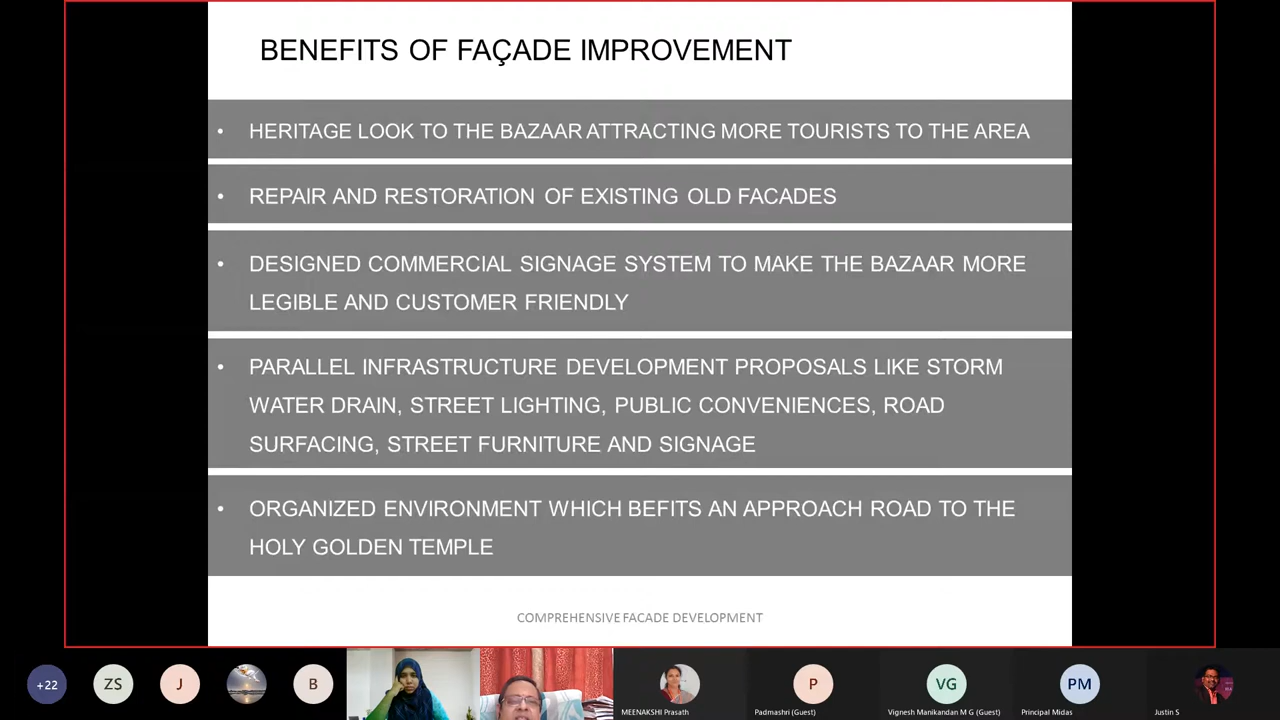 BENEFITS OF FAÇADE IMPROVEMENT
• HERITAGE LOOK TO THE BAZAAR ATTRACTING MORE TOURISTS TO THE AREA
• REPAIR AND RESTORATION OF EXISTING OLD FACADES
• DESIGNED COMMERCIAL SIGNAGE SYSTEM TO MAKE THE BAZAAR MORE
LEGIBLE AND CUSTOMER FRIENDLY
• PARALLEL INFRASTRUCTURE DEVELOPMENT PROPOSALS LIKE STORM
WATER DRAIN, STREET LIGHTING, PUBLIC CONVENIENCES, ROAD
SURFACING, STREET FURNITURE AND SIGNAGE
• ORGANIZED ENVIRONMENT WHICH BEFITS AN APPROACH ROAD TO THE
HOLY GOLDEN TEMPLE
COMPREHENSIVE FACADE DEVELOPMENT
+22 ZS J B P VG PM
MEENAKSHI Prasath Padmashri (Guest) Vignesh Manikandan M G (Guest) Principal Midas Justin S